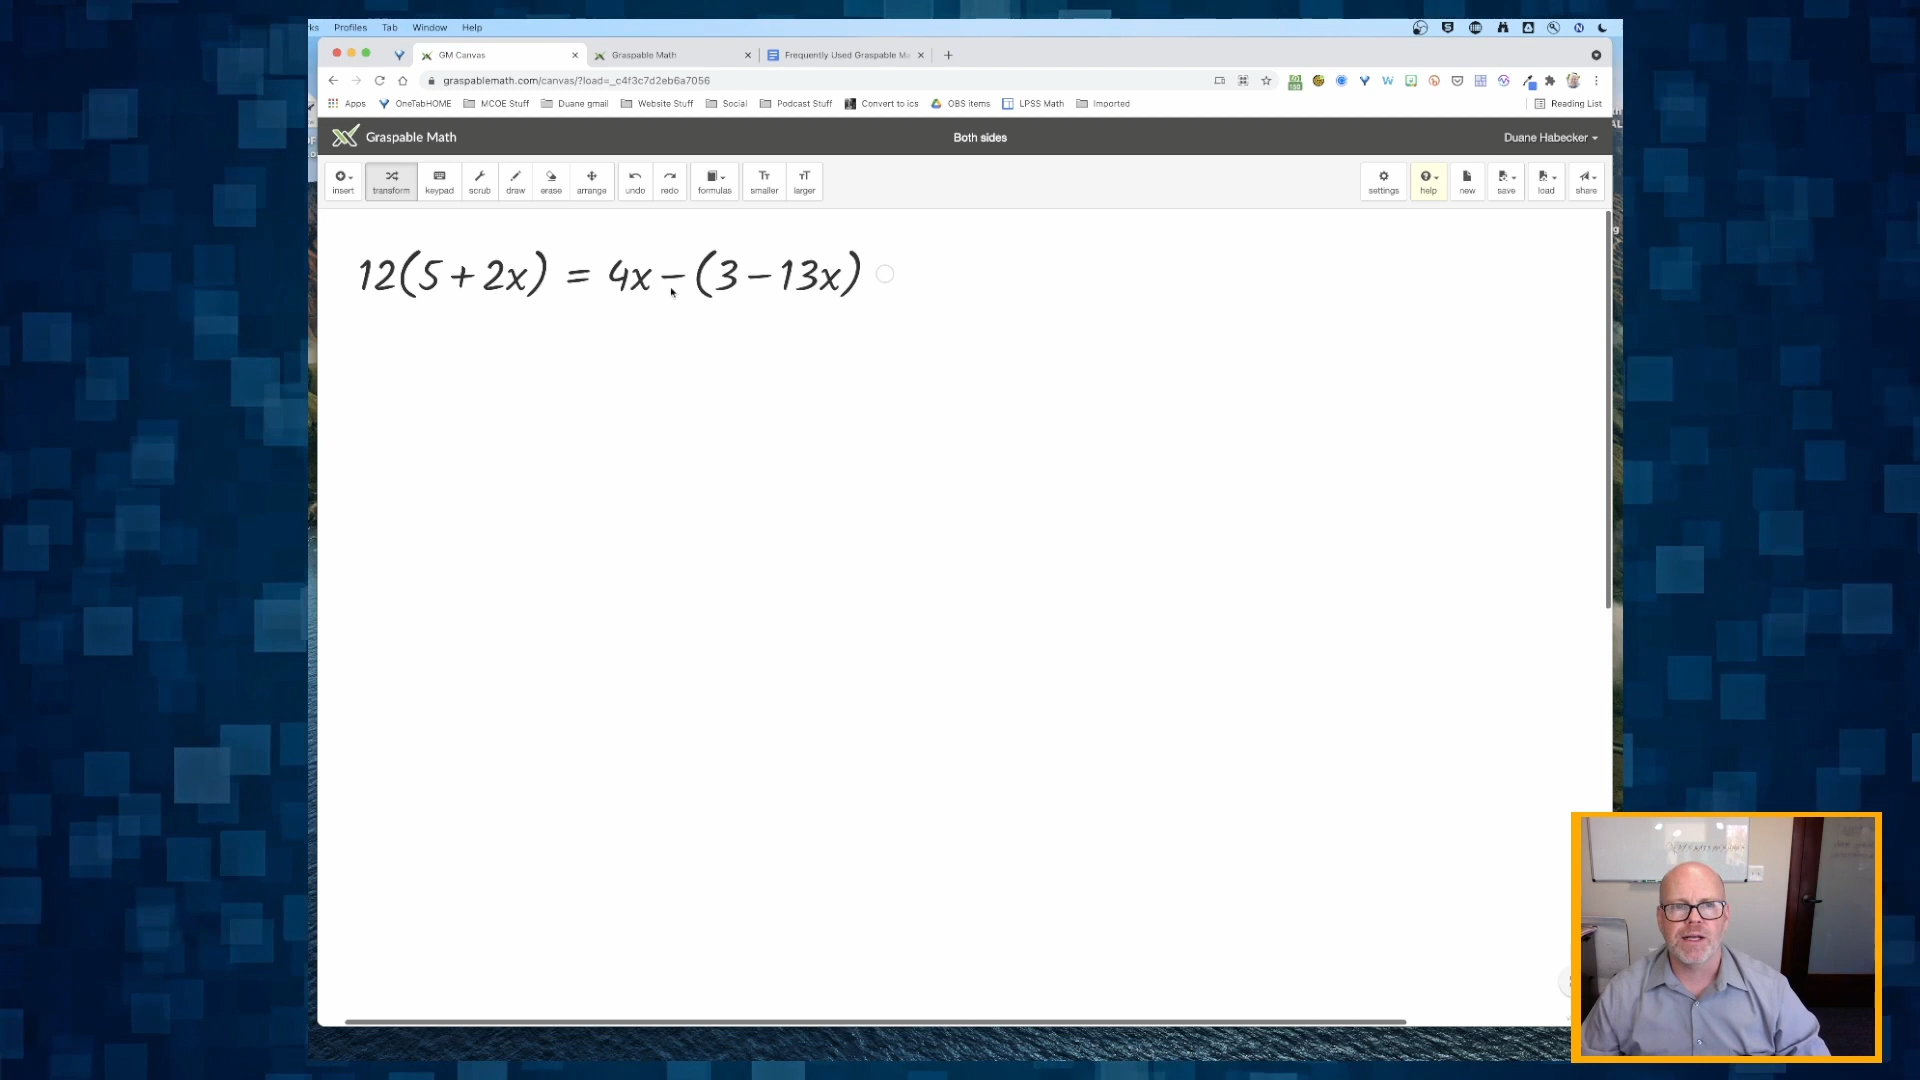 ks Profiles Tab Window Help
GM Canvas
Graspable Math
Frequently Used Graspable Ma
graspablemath.com/canvas/?load=_c4f3c7d2eb6a7056
Apps OneTabHOME MCOE Stuff Duane gmail Website Stuff Social Podcast Stuff Convert to ics OBS items LPSS Math Imported Reading List
Graspable Math Both sides Duane Habecker
insert transform keypad scrub draw erase arrange undo redo formulas smaller larger settings help new save load share
12(5 + 2x) = 4x − (3 − 13x)